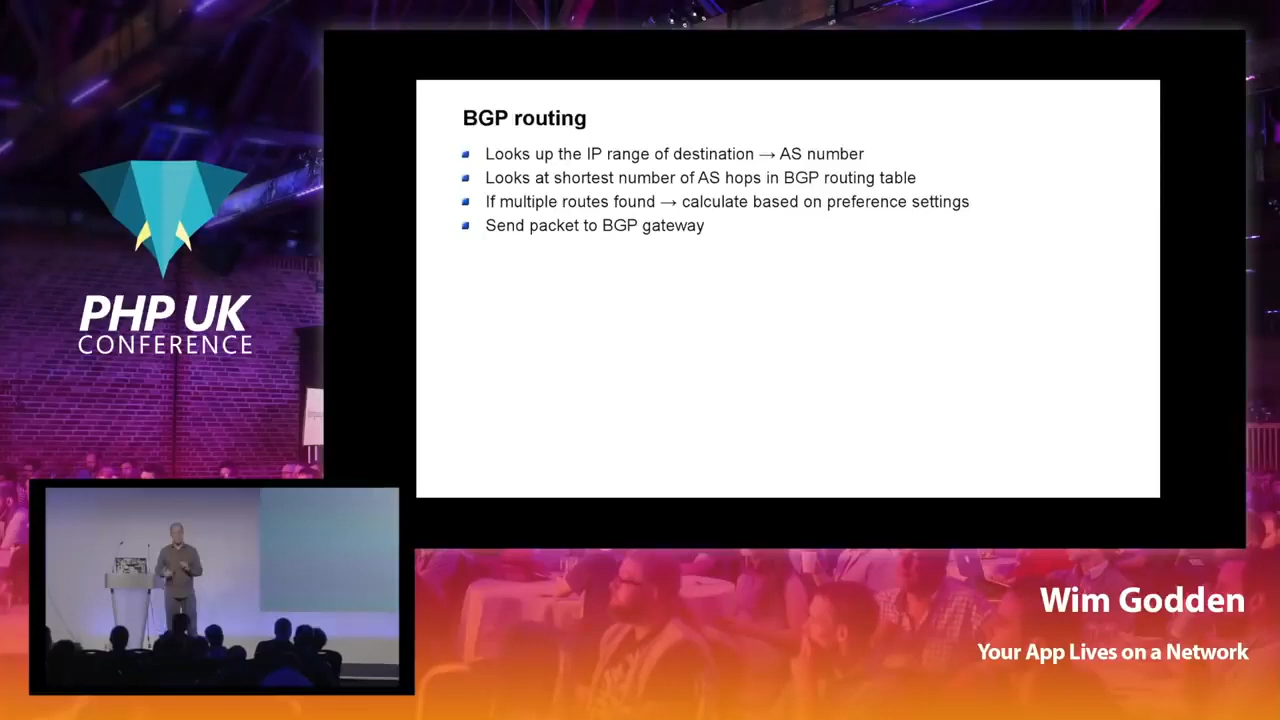 BGP routing
Looks up the IP range of destination → AS number
Looks at shortest number of AS hops in BGP routing table
If multiple routes found → calculate based on preference settings
Send packet to BGP gateway
PHP UK
CONFERENCE
Wim Godden
Your App Lives on a Network